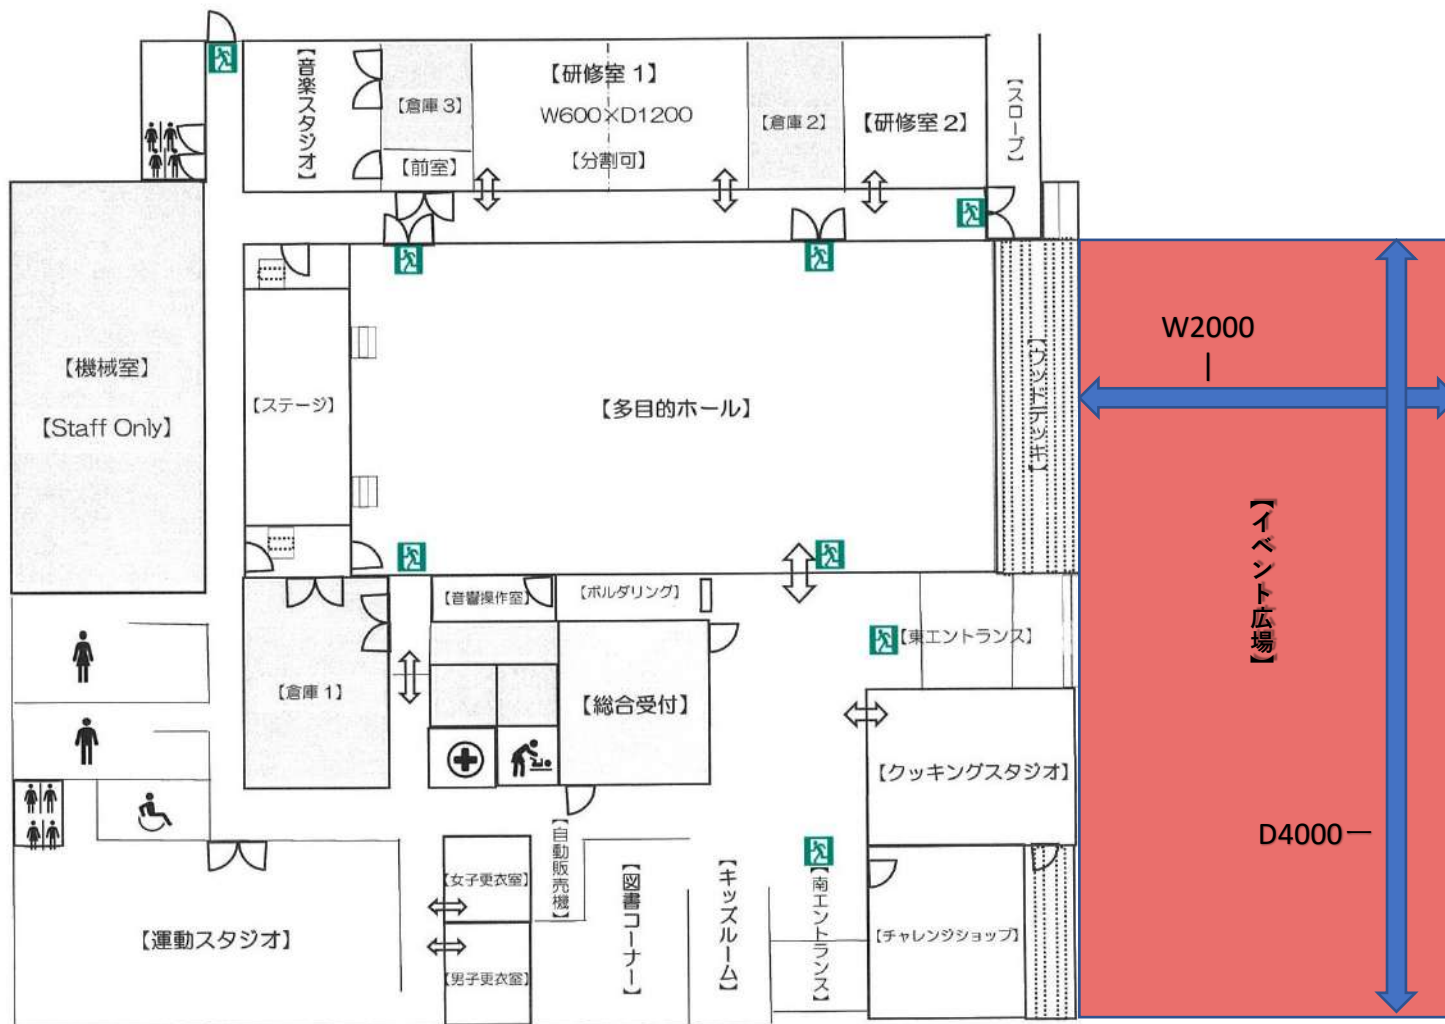 【音楽スタジオ】
【倉庫 3】
【前室】
【研修室 1】
W600×D1200
【分割可】
【倉庫 2】
【研修室 2】
【スロープ】
【機械室】
【Staff Only】
【ステージ】
【多目的ホール】
【ウッドデッキ】
W2000
【イベント広場】
D4000
【音響操作室】
【ボルダリング】
【東エントランス】
【倉庫 1】
【総合受付】
【クッキングスタジオ】
【自動販売機】
【女子更衣室】
【男子更衣室】
【図書コーナー】
【キッズルーム】
【南エントランス】
【チャレンジショップ】
【運動スタジオ】